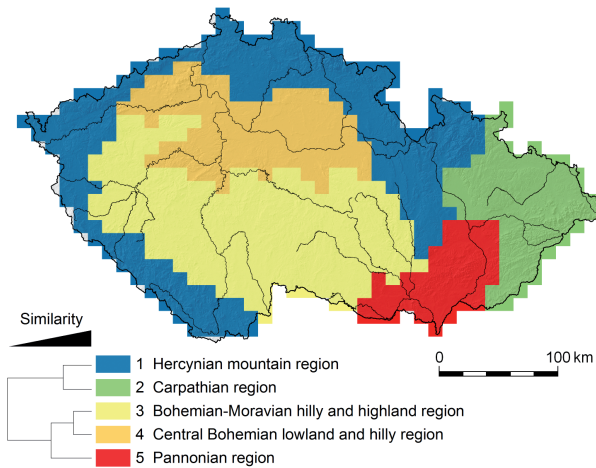 Similarity
1 Hercynian mountain region
2 Carpathian region
3 Bohemian-Moravian hilly and highland region
4 Central Bohemian lowland and hilly region
5 Pannonian region
0 100 km